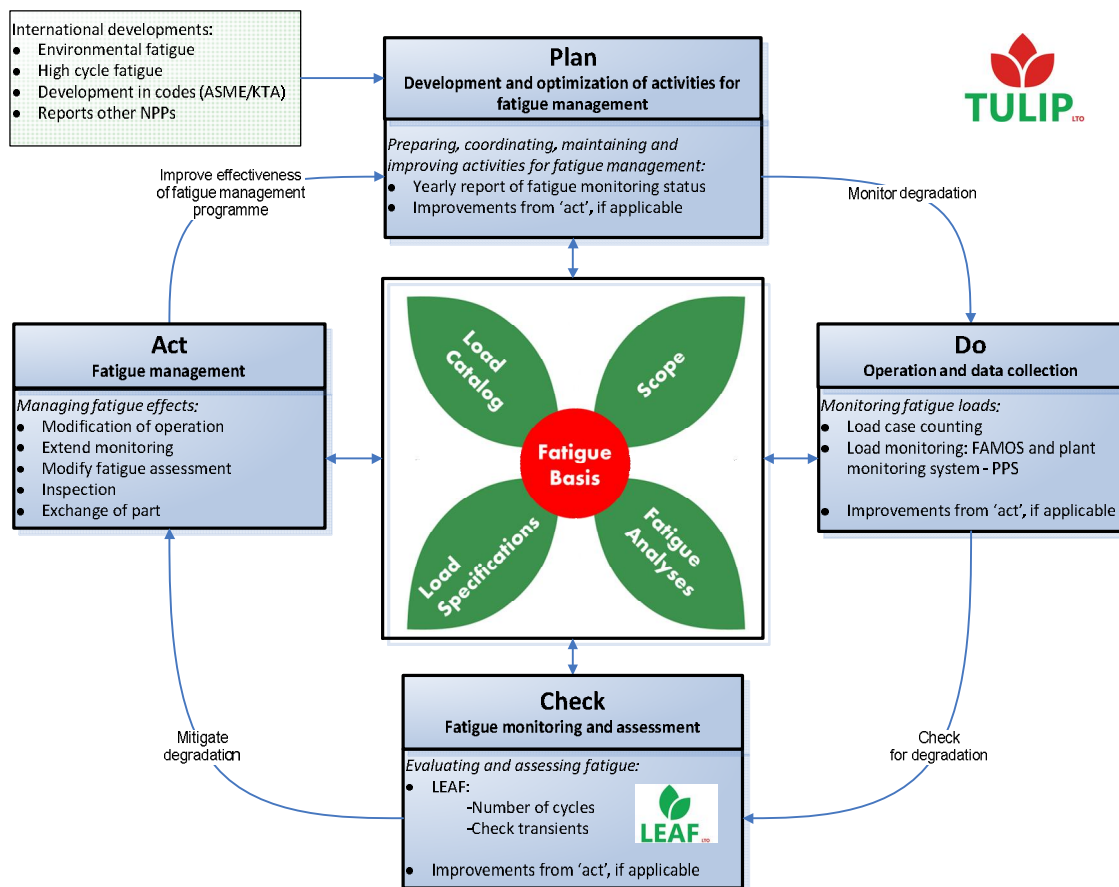 International developments:
● Environmental fatigue
● High cycle fatigue
● Development in codes (ASME/KTA)
● Reports other NPPs
Plan
Development and optimization of activities for
fatigue management
Preparing, coordinating, maintaining and
improving activities for fatigue management:
● Yearly report of fatigue monitoring status
● Improvements from ‘act’, if applicable
TULIP LTO
Improve effectiveness
of fatigue management
programme
Monitor degradation
Act
Fatigue management
Managing fatigue effects:
● Modification of operation
● Extend monitoring
● Modify fatigue assessment
● Inspection
● Exchange of part
Load
Catalog
Scope
Fatigue
Basis
Load
Specifications
Fatigue
Analyses
Do
Operation and data collection
Monitoring fatigue loads:
● Load case counting
● Load monitoring: FAMOS and plant
monitoring system - PPS
● Improvements from ‘act’, if applicable
Mitigate
degradation
Check
for degradation
Check
Fatigue monitoring and assessment
Evaluating and assessing fatigue:
● LEAF:
-Number of cycles
-Check transients
● Improvements from ‘act’, if applicable
LEAF LTO